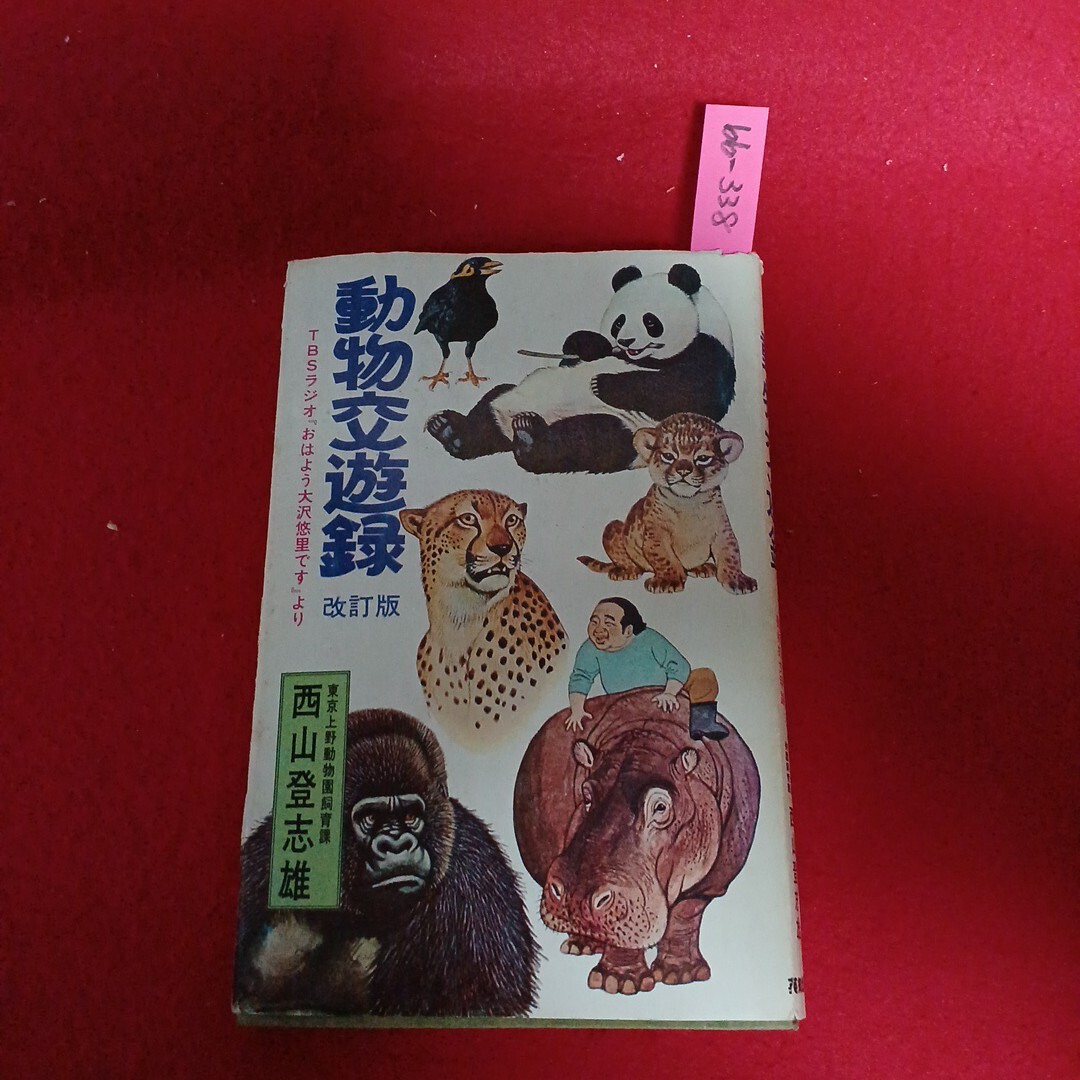 bb-338
動物交遊録
改訂版
TBSラジオ『おはよう大沢悠里です』より
東京上野動物園飼育課
西山登志雄